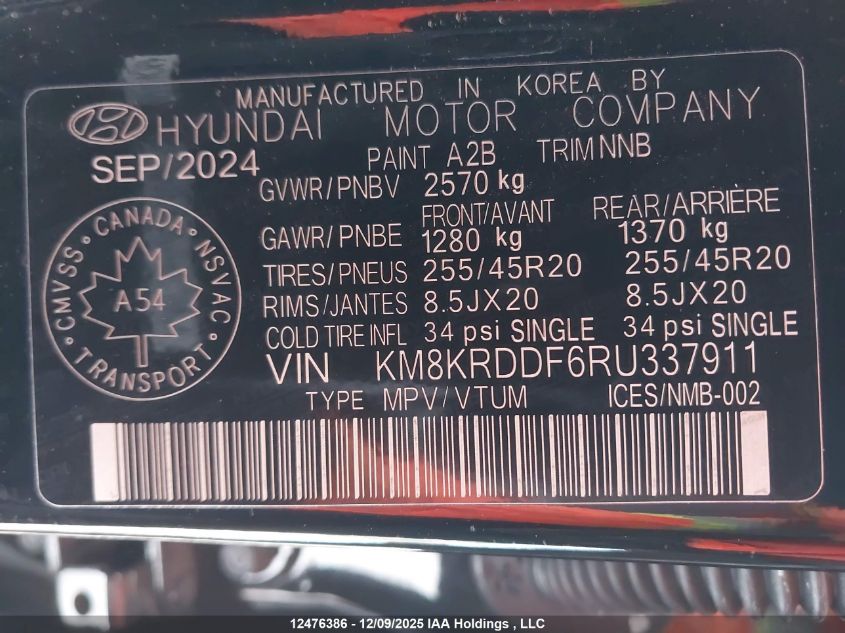 MANUFACTURED IN KOREA BY
HYUNDAI MOTOR COMPANY
SEP/2024 PAINT A2B TRIM NNB
GVWR/PNBV 2570 kg
FRONT/AVANT REAR/ARRIÈRE
GAWR/PNBE 1280 kg 1370 kg
TIRES/PNEUS 255/45R20 255/45R20
RIMS/JANTES 8.5JX20 8.5JX20
COLD TIRE INFL 34 psi SINGLE 34 psi SINGLE
VIN KM8KRDDF6RU337911
TYPE MPV/VTUM ICES/NMB-002
CMVSS • CANADA • NSVAC •
A54
TRANSPORT
12476386 - 12/09/2025 IAA Holdings , LLC